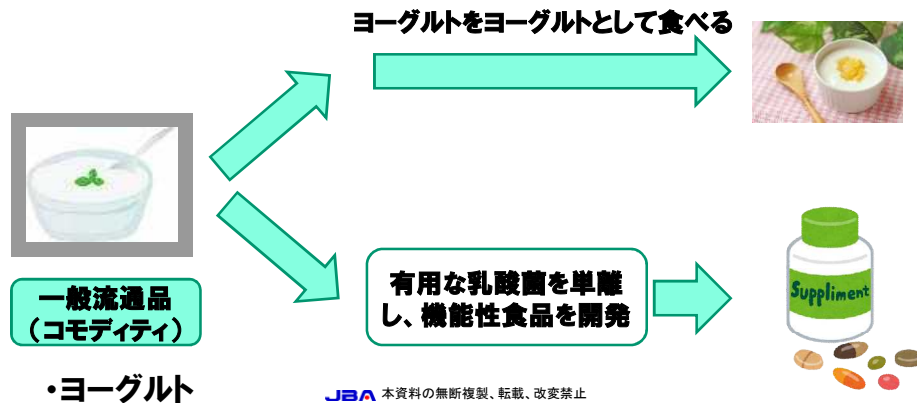 ヨーグルトをヨーグルトとして食べる
有用な乳酸菌を単離
し、機能性食品を開発
Suppliment
一般流通品
（コモディティ）
・ヨーグルト
JBA 本資料の無断複製、転載、改変禁止